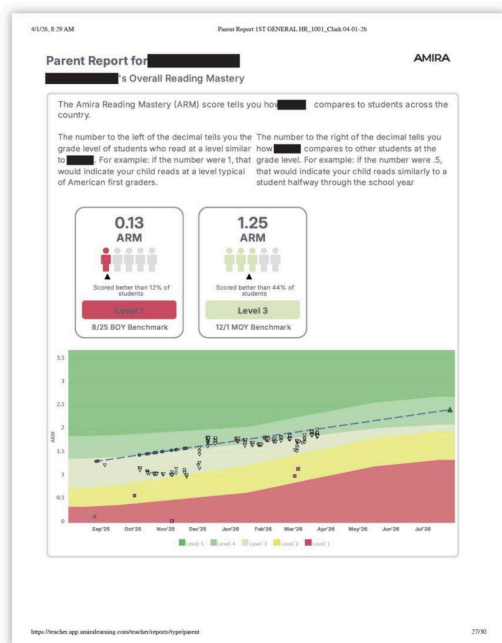 4/1/26, 8:29 AM
Parent Report 1ST GENERAL HR_1001_Clark 04-01-26
Parent Report for
AMIRA
's Overall Reading Mastery
The Amira Reading Mastery (ARM) score tells you how compares to students across the
country.
The number to the left of the decimal tells you the
grade level of students who read at a level similar
to . For example: if the number were 1, that
would indicate your child reads at a level typical
of American first graders.
The number to the right of the decimal tells you
how compares to other students at the
grade level. For example: if the number were .5,
that would indicate your child reads similarly to a
student halfway through the school year
0.13
ARM
Scored better than 12% of
students
Level 1
8/25 BOY Benchmark
1.25
ARM
Scored better than 44% of
students
Level 3
12/1 MOY Benchmark
3.5
3
2.5
2
1.5
1
0.5
0
ARM
Sep'25 Oct'25 Nov'25 Dec'25 Jan'26 Feb'26 Mar'26 Apr'26 May'26 Jun'26 Jul'26
Level 5 Level 4 Level 3 Level 2 Level 1
https://teacher.app.amiralearning.com/teacher/reports/type/parent
27/30